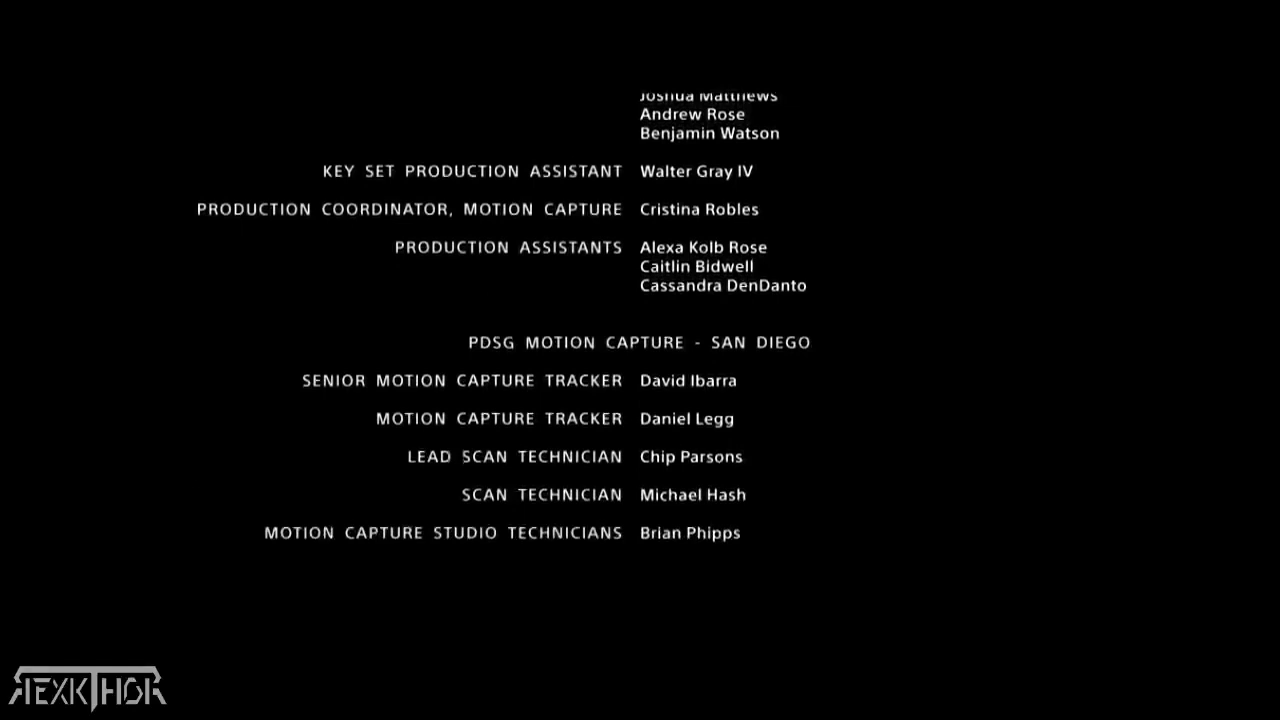 Joshua Matthews
Andrew Rose
Benjamin Watson
KEY SET PRODUCTION ASSISTANT Walter Gray IV
PRODUCTION COORDINATOR, MOTION CAPTURE Cristina Robles
PRODUCTION ASSISTANTS Alexa Kolb Rose
Caitlin Bidwell
Cassandra DenDanto
PDSG MOTION CAPTURE - SAN DIEGO
SENIOR MOTION CAPTURE TRACKER David Ibarra
MOTION CAPTURE TRACKER Daniel Legg
LEAD SCAN TECHNICIAN Chip Parsons
SCAN TECHNICIAN Michael Hash
MOTION CAPTURE STUDIO TECHNICIANS Brian Phipps